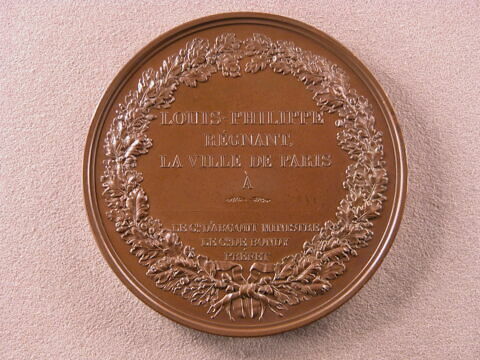 LOUIS-PHILIPPE
RÉGNANT,
LA VILLE DE PARIS
À
LE Cte D'ARGOUT MINISTRE
LE Cte DE BONDY
PRÉFET